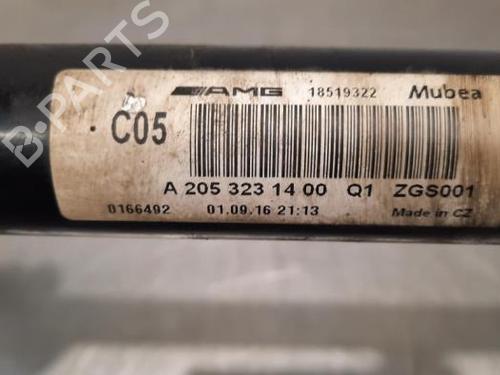 AMG 18519322 Mubea
C05
A 205 323 14 00 Q1 ZGS001
0166492 01.09.16 21:13 Made in CZ
B-PARTS